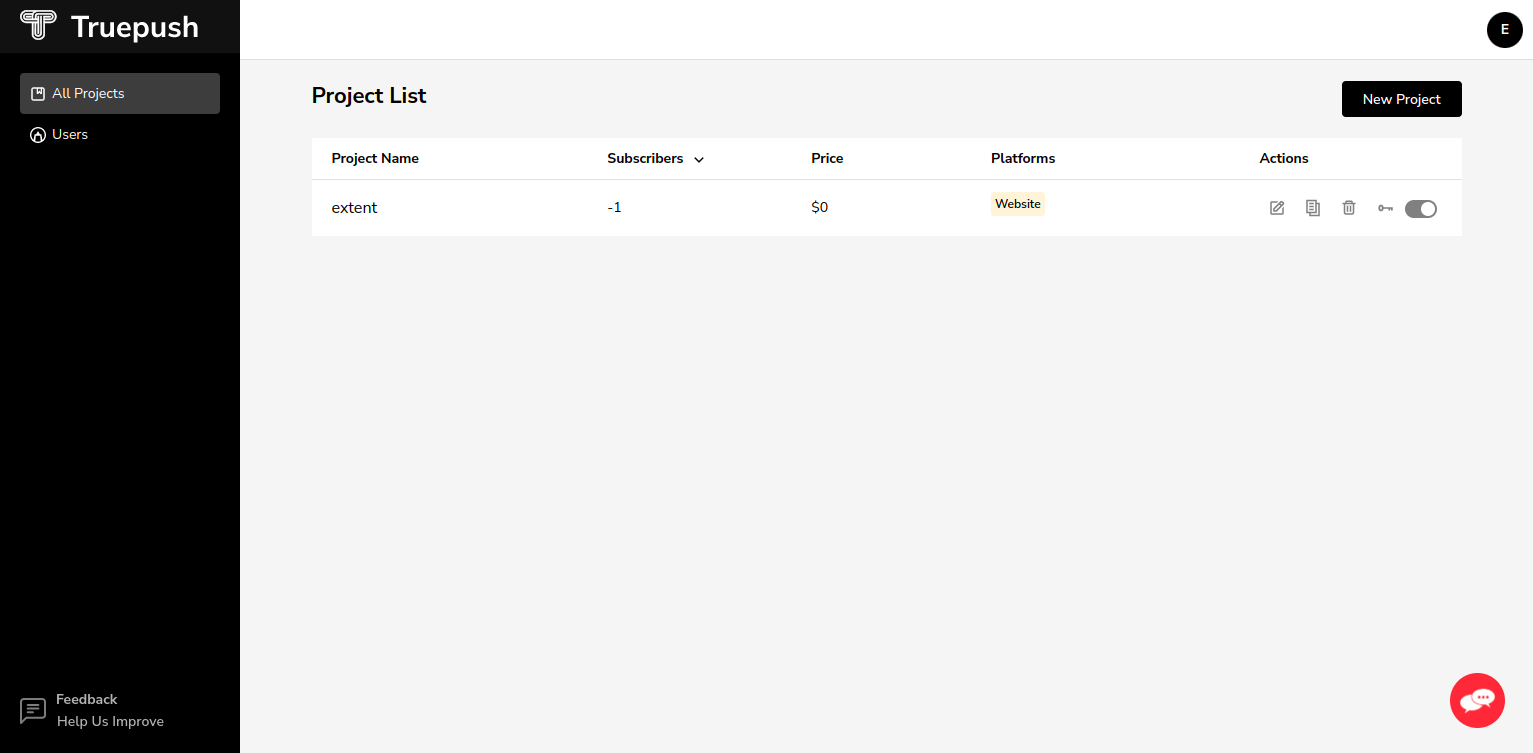 Truepush
E
All Projects
Users
Project List
New Project
Project Name Subscribers Price Platforms Actions
extent -1 $0 Website
Feedback
Help Us Improve